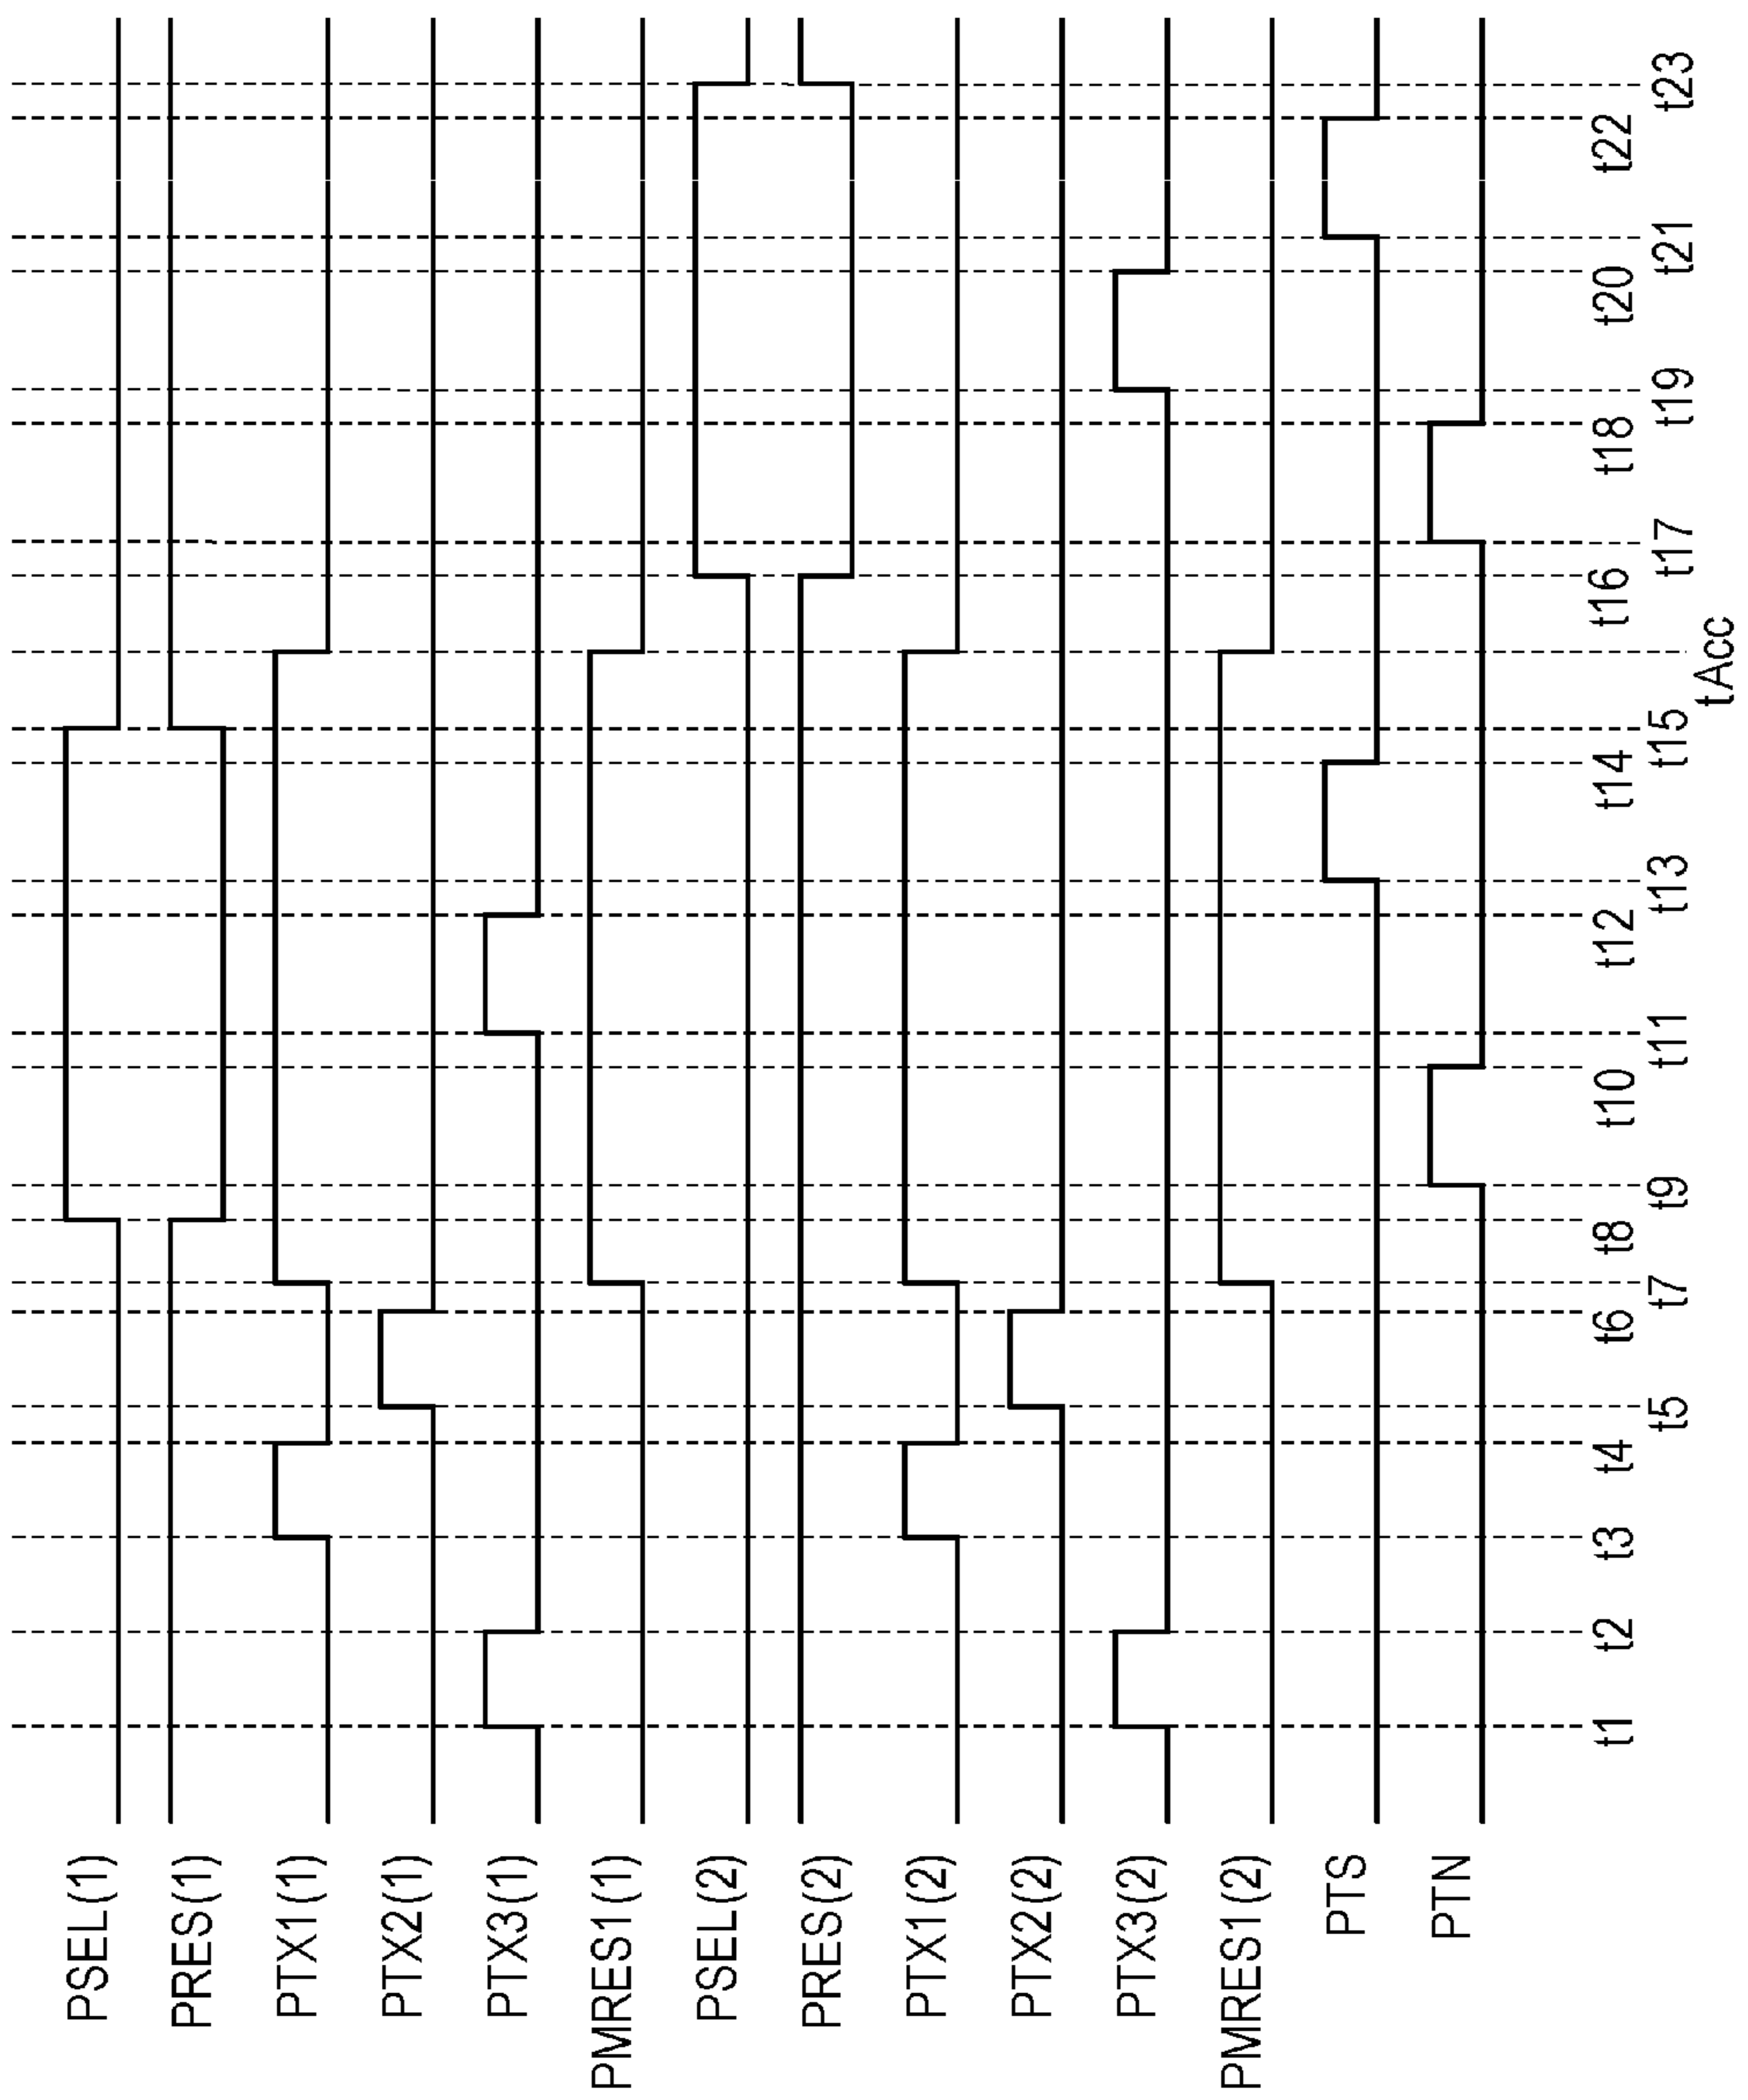 PSEL(1)
PRES(1)
PTX1(1)
PTX2(1)
PTX3(1)
PMRES1(1)
PSEL(2)
PRES(2)
PTX1(2)
PTX2(2)
PTX3(2)
PMRES1(2)
PTS
PTN
t1
t2
t3
t4
t5
t6
t7
t8
t9
t10
t11
t12
t13
t14
t15
tAcc
t16
t17
t18
t19
t20
t21
t22
t23